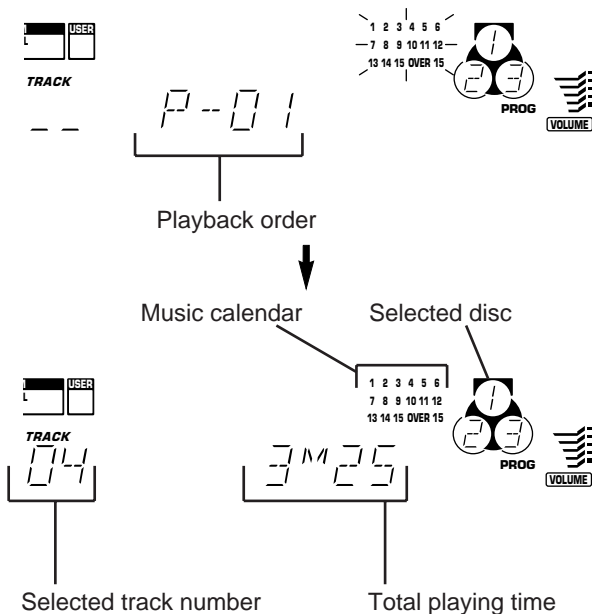 USER
L
1 2 3 4 5 6
7 8 9 10 11 12
13 14 15 OVER 15
1
2 3
TRACK
PROG
VOLUME
-- P--01
Playback order
Music calendar Selected disc
USER
L
1 2 3 4 5 6
7 8 9 10 11 12
13 14 15 OVER 15
1
2 3
TRACK
PROG
VOLUME
04 3M25
Selected track number Total playing time